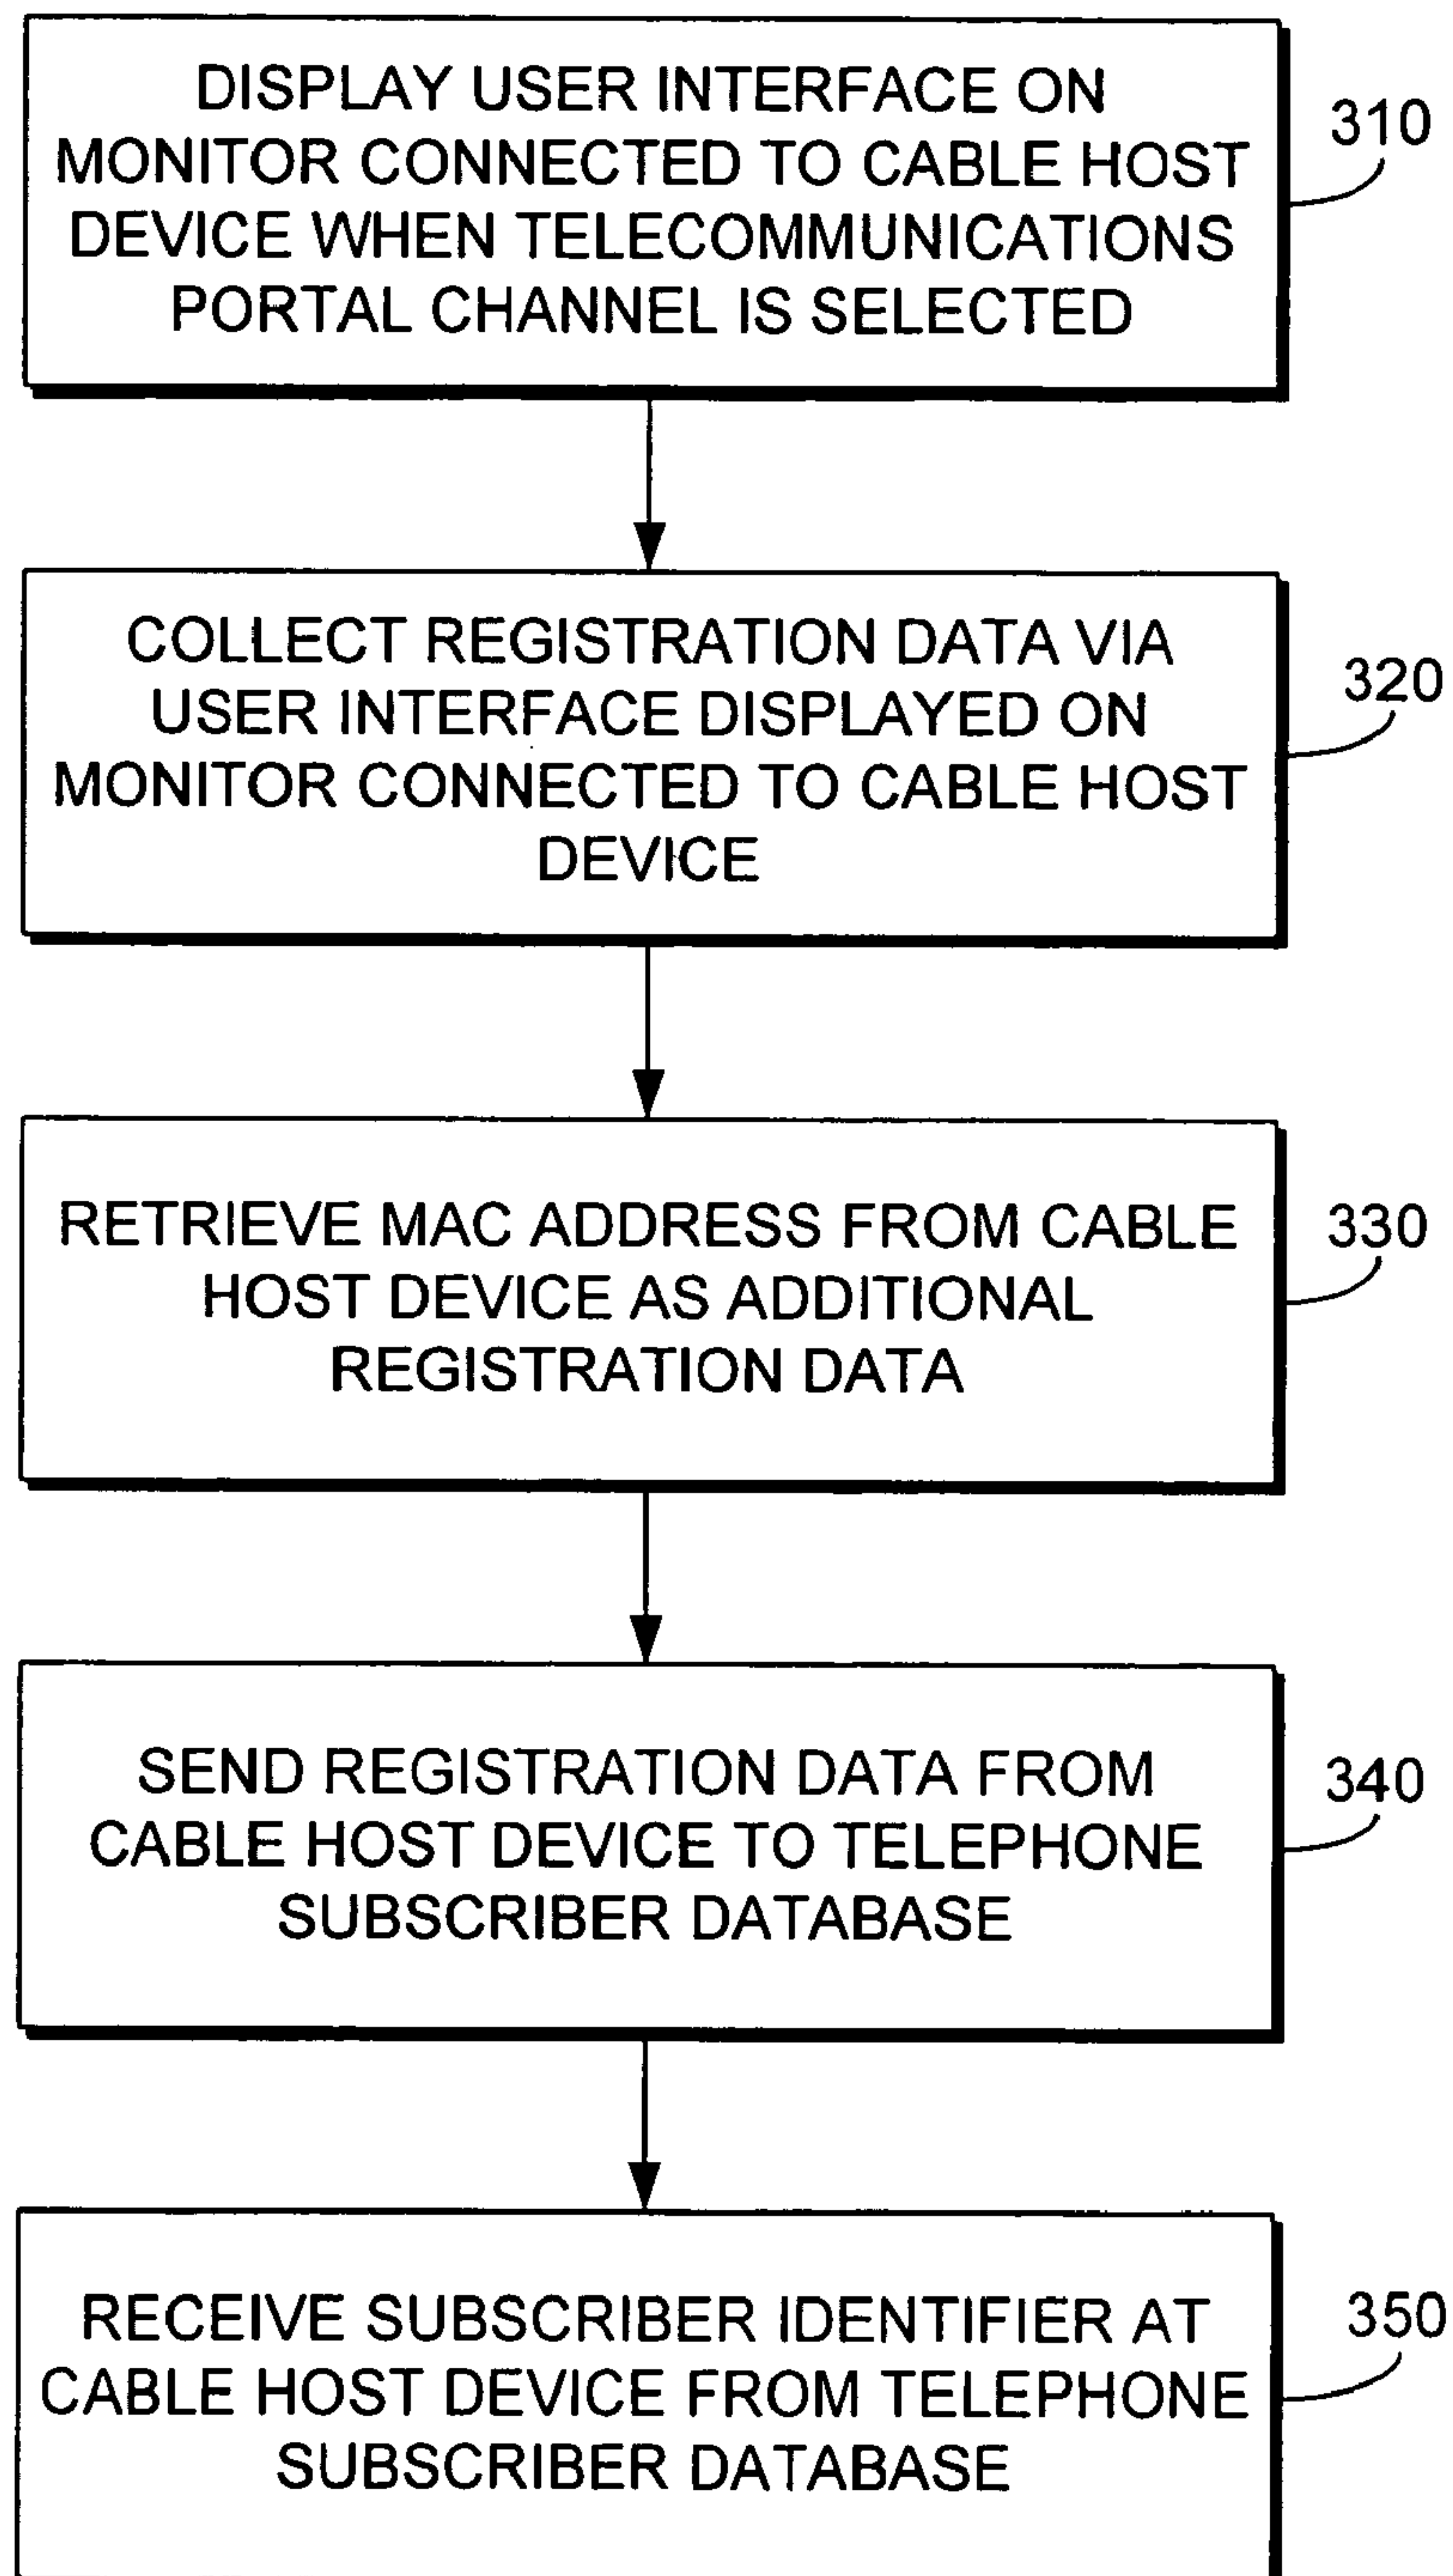 DISPLAY USER INTERFACE ON
MONITOR CONNECTED TO CABLE HOST
DEVICE WHEN TELECOMMUNICATIONS
PORTAL CHANNEL IS SELECTED
310
COLLECT REGISTRATION DATA VIA
USER INTERFACE DISPLAYED ON
MONITOR CONNECTED TO CABLE HOST
DEVICE
320
RETRIEVE MAC ADDRESS FROM CABLE
HOST DEVICE AS ADDITIONAL
REGISTRATION DATA
330
SEND REGISTRATION DATA FROM
CABLE HOST DEVICE TO TELEPHONE
SUBSCRIBER DATABASE
340
RECEIVE SUBSCRIBER IDENTIFIER AT
CABLE HOST DEVICE FROM TELEPHONE
SUBSCRIBER DATABASE
350